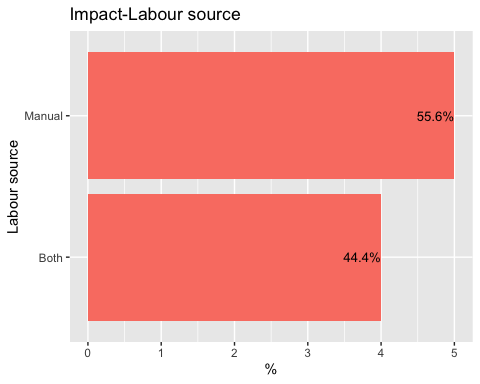 Impact-Labour source
Manual
55.6%
Labour source
Both
44.4%
0 1 2 3 4 5
%